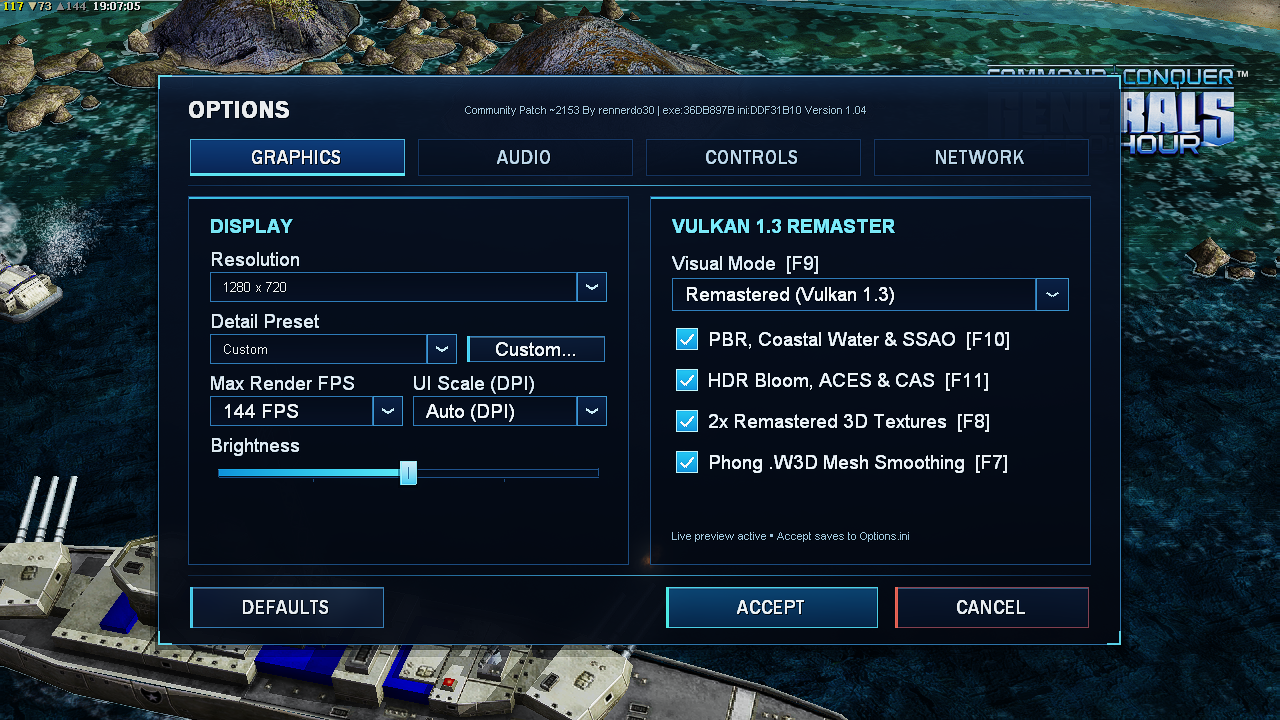 117 ▼73 ▲144 19:07:05
COMMAND & CONQUER™
GENERALS
HOUR
OPTIONS
Community Patch ~2153 By rennerdo30 | exe:36DB897B ini:DDF31B10 Version 1.04
GRAPHICS
AUDIO
CONTROLS
NETWORK
DISPLAY
Resolution
1280 x 720
Detail Preset
Custom
Custom...
Max Render FPS
UI Scale (DPI)
144 FPS
Auto (DPI)
Brightness
VULKAN 1.3 REMASTER
Visual Mode [F9]
Remastered (Vulkan 1.3)
PBR, Coastal Water & SSAO [F10]
HDR Bloom, ACES & CAS [F11]
2x Remastered 3D Textures [F8]
Phong .W3D Mesh Smoothing [F7]
Live preview active • Accept saves to Options.ini
DEFAULTS
ACCEPT
CANCEL